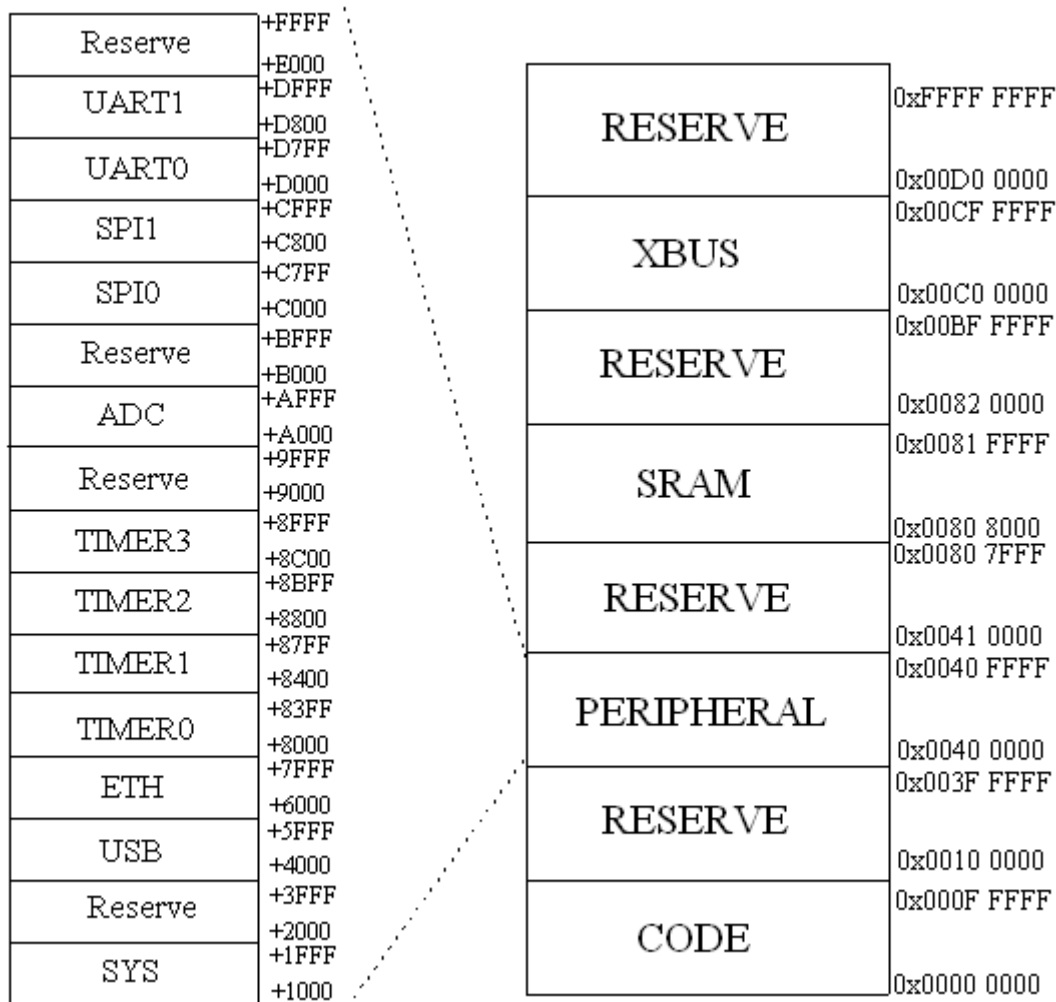 Reserve
+FFFF
+E000
UART1
+DFFF
+D800
UART0
+D7FF
+D000
SPI1
+CFFF
+C800
SPI0
+C7FF
+C000
Reserve
+BFFF
+B000
ADC
+AFFF
+A000
Reserve
+9FFF
+9000
TIMER3
+8FFF
+8C00
TIMER2
+8BFF
+8800
TIMER1
+87FF
+8400
TIMER0
+83FF
+8000
ETH
+7FFF
+6000
USB
+5FFF
+4000
Reserve
+3FFF
+2000
SYS
+1FFF
+1000
RESERVE
0xFFFF FFFF
0x00D0 0000
XBUS
0x00CF FFFF
0x00C0 0000
RESERVE
0x00BF FFFF
0x0082 0000
SRAM
0x0081 FFFF
0x0080 8000
RESERVE
0x0080 7FFF
0x0041 0000
PERIPHERAL
0x0040 FFFF
0x0040 0000
RESERVE
0x003F FFFF
0x0010 0000
CODE
0x000F FFFF
0x0000 0000